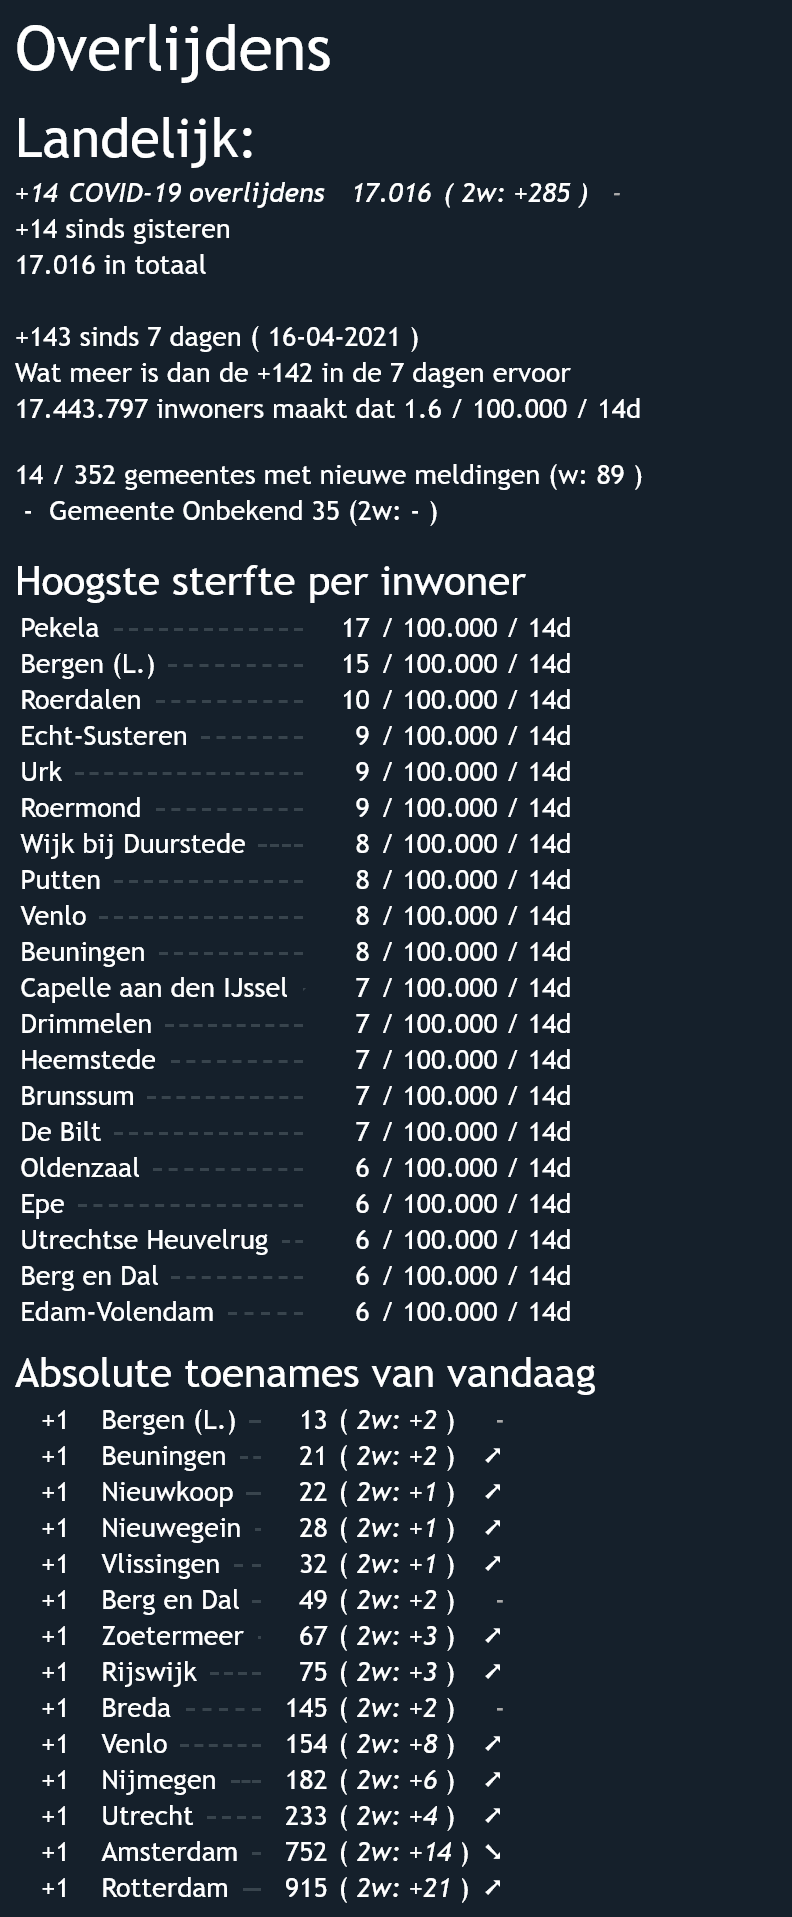 Overlijdens
Landelijk:
+14 COVID-19 overlijdens 17.016 ( 2w: +285 ) -
+14 sinds gisteren
17.016 in totaal
+143 sinds 7 dagen ( 16-04-2021 )
Wat meer is dan de +142 in de 7 dagen ervoor
17.443.797 inwoners maakt dat 1.6 / 100.000 / 14d
14 / 352 gemeentes met nieuwe meldingen (w: 89 )
- Gemeente Onbekend 35 (2w: - )
Hoogste sterfte per inwoner
Pekela ------------- 17 / 100.000 / 14d
Bergen (L.) --------- 15 / 100.000 / 14d
Roerdalen ---------- 10 / 100.000 / 14d
Echt-Susteren ------- 9 / 100.000 / 14d
Urk ---------------- 9 / 100.000 / 14d
Roermond ---------- 9 / 100.000 / 14d
Wijk bij Duurstede ---- 8 / 100.000 / 14d
Putten ------------- 8 / 100.000 / 14d
Venlo -------------- 8 / 100.000 / 14d
Beuningen ---------- 8 / 100.000 / 14d
Capelle aan den IJssel - 7 / 100.000 / 14d
Drimmelen ---------- 7 / 100.000 / 14d
Heemstede --------- 7 / 100.000 / 14d
Brunssum ----------- 7 / 100.000 / 14d
De Bilt ------------- 7 / 100.000 / 14d
Oldenzaal ---------- 6 / 100.000 / 14d
Epe ---------------- 6 / 100.000 / 14d
Utrechtse Heuvelrug -- 6 / 100.000 / 14d
Berg en Dal --------- 6 / 100.000 / 14d
Edam-Volendam ----- 6 / 100.000 / 14d
Absolute toenames van vandaag
+1 Bergen (L.) - 13 ( 2w: +2 ) -
+1 Beuningen -- 21 ( 2w: +2 ) ➚
+1 Nieuwkoop - 22 ( 2w: +1 ) ➚
+1 Nieuwegein - 28 ( 2w: +1 ) ➚
+1 Vlissingen -- 32 ( 2w: +1 ) ➚
+1 Berg en Dal - 49 ( 2w: +2 ) -
+1 Zoetermeer - 67 ( 2w: +3 ) ➚
+1 Rijswijk ---- 75 ( 2w: +3 ) ➚
+1 Breda ----- 145 ( 2w: +2 ) -
+1 Venlo ------ 154 ( 2w: +8 ) ➚
+1 Nijmegen --- 182 ( 2w: +6 ) ➚
+1 Utrecht ---- 233 ( 2w: +4 ) ➚
+1 Amsterdam - 752 ( 2w: +14 ) ➘
+1 Rotterdam - 915 ( 2w: +21 ) ➚